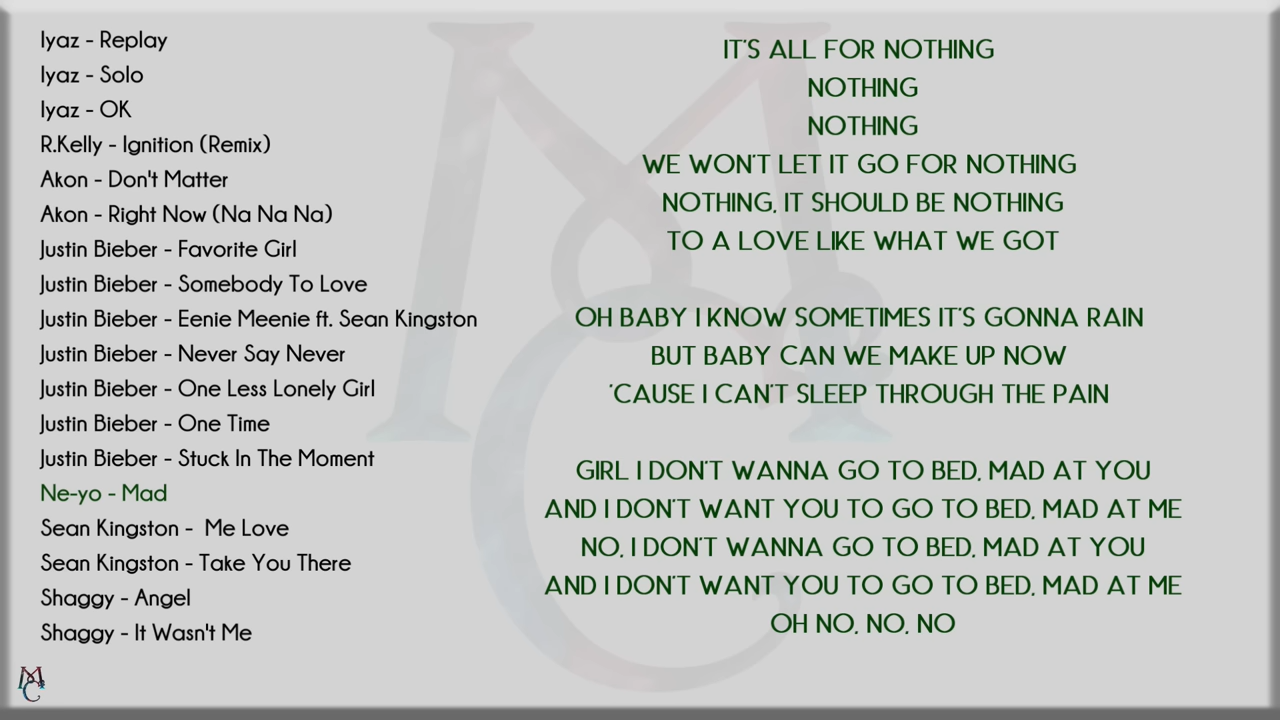 Iyaz - Replay
Iyaz - Solo
Iyaz - OK
R.Kelly - Ignition (Remix)
Akon - Don't Matter
Akon - Right Now (Na Na Na)
Justin Bieber - Favorite Girl
Justin Bieber - Somebody To Love
Justin Bieber - Eenie Meenie ft. Sean Kingston
Justin Bieber - Never Say Never
Justin Bieber - One Less Lonely Girl
Justin Bieber - One Time
Justin Bieber - Stuck In The Moment
Ne-yo - Mad
Sean Kingston -  Me Love
Sean Kingston - Take You There
Shaggy - Angel
Shaggy - It Wasn't Me
IT'S ALL FOR NOTHING
NOTHING
NOTHING
WE WON'T LET IT GO FOR NOTHING
NOTHING, IT SHOULD BE NOTHING
TO A LOVE LIKE WHAT WE GOT
OH BABY I KNOW SOMETIMES IT'S GONNA RAIN
BUT BABY CAN WE MAKE UP NOW
'CAUSE I CAN'T SLEEP THROUGH THE PAIN
GIRL I DON'T WANNA GO TO BED, MAD AT YOU
AND I DON'T WANT YOU TO GO TO BED, MAD AT ME
NO, I DON'T WANNA GO TO BED, MAD AT YOU
AND I DON'T WANT YOU TO GO TO BED, MAD AT ME
OH NO, NO, NO
MC